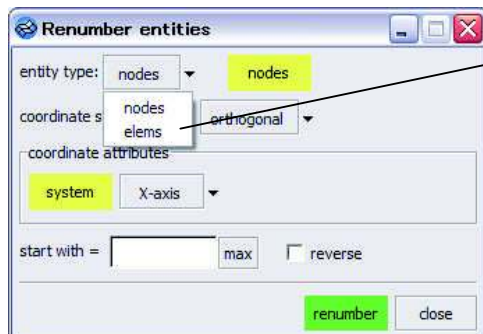 Renumber entities
entity type: nodes nodes
nodes
coordinate s orthogonal
elems
coordinate attributes
system X-axis
start with = max reverse
renumber close